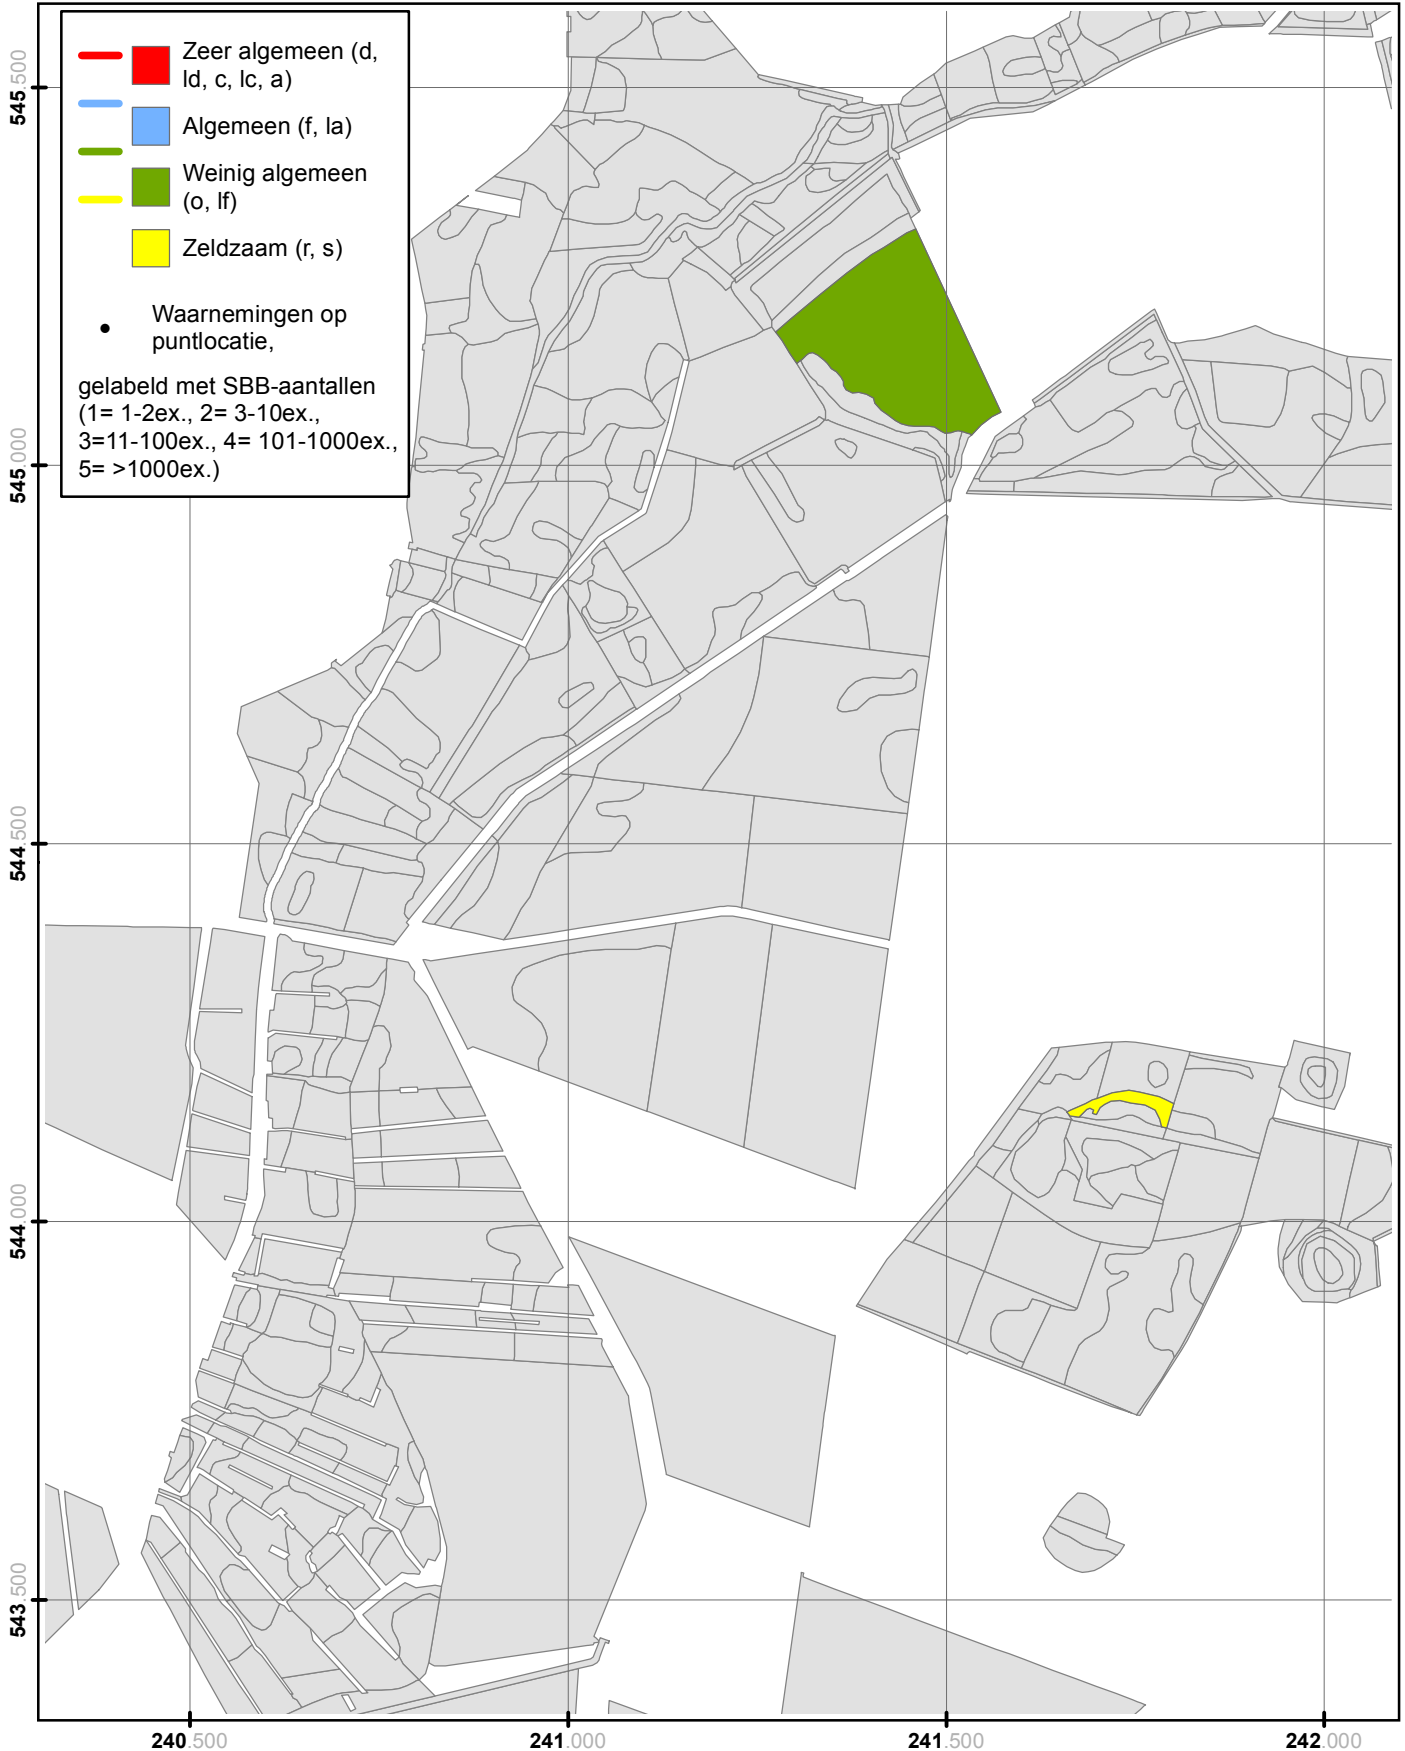 Zeer algemeen (d,
ld, c, lc, a)
Algemeen (f, la)
Weinig algemeen
(o, lf)
Zeldzaam (r, s)
Waarnemingen op
puntlocatie,
gelabeld met SBB-aantallen
(1= 1-2ex., 2= 3-10ex.,
3=11-100ex., 4= 101-1000ex.,
5= >1000ex.)
545.500
545.000
544.500
544.000
543.500
240.500
241.000
241.500
242.000